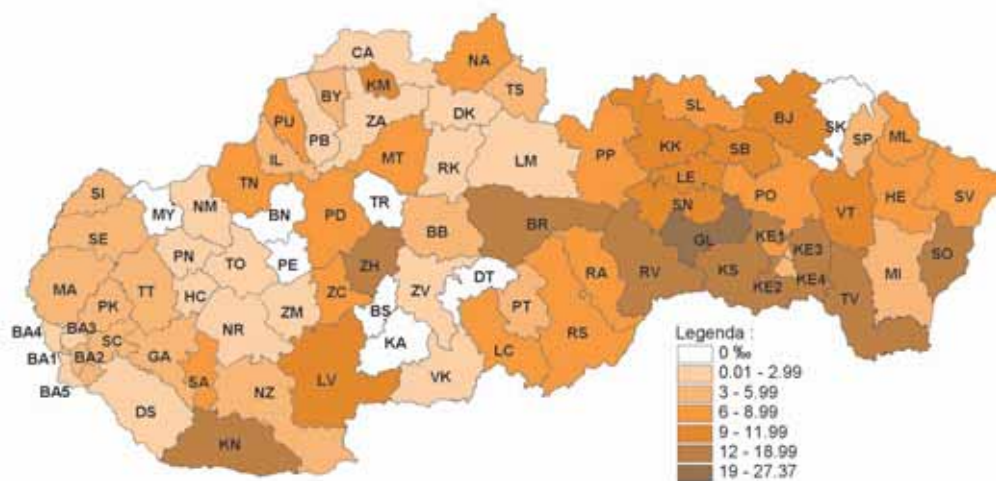 CA
NA
KM
BY
TS
PU
PB
ZA
DK
SL
BJ
SK
SP
ML
IL
MT
RK
LM
PP
KK
SB
TN
LE
PO
HE
SV
SI
MY
NM
BN
PD
TR
SN
VT
SE
BB
BR
GL
KE1
KE3
SO
PN
TO
PE
ZH
RV
KS
MI
MA
PK
TT
HC
ZC
ZV
DT
RA
KE2
KE4
TV
BA4
BA3
NR
ZM
BS
PT
BA1
BA2
SC
GA
KA
LC
RS
BA5
SA
NZ
LV
VK
DS
KN
Legenda :
0 ‰
0.01 - 2.99
3 - 5.99
6 - 8.99
9 - 11.99
12 - 18.99
19 - 27.37